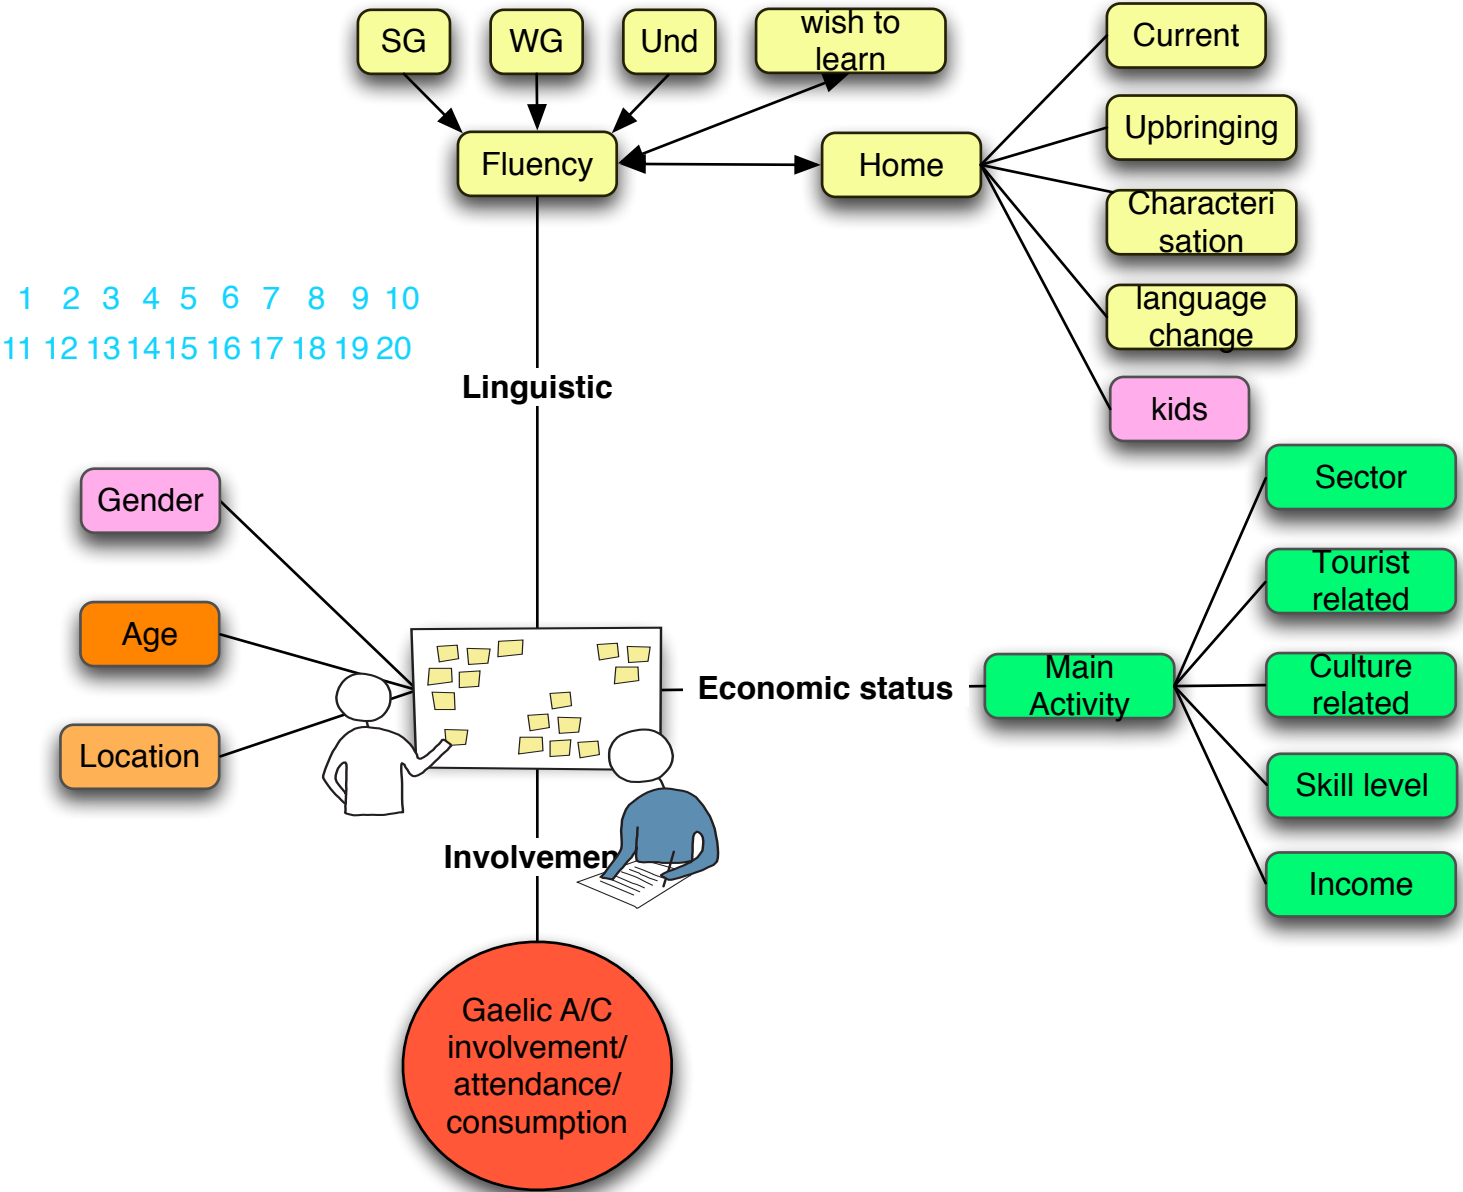 SG
WG
Und
wish to
learn
Current
Upbringing
Characteri
sation
language
change
kids
Fluency
Home
1 2 3 4 5 6 7 8 9 10
11 12 13 14 15 16 17 18 19 20
Linguistic
Gender
Age
Location
Economic status
Main
Activity
Sector
Tourist
related
Culture
related
Skill level
Income
Involvemen
Gaelic A/C
involvement/
attendance/
consumption